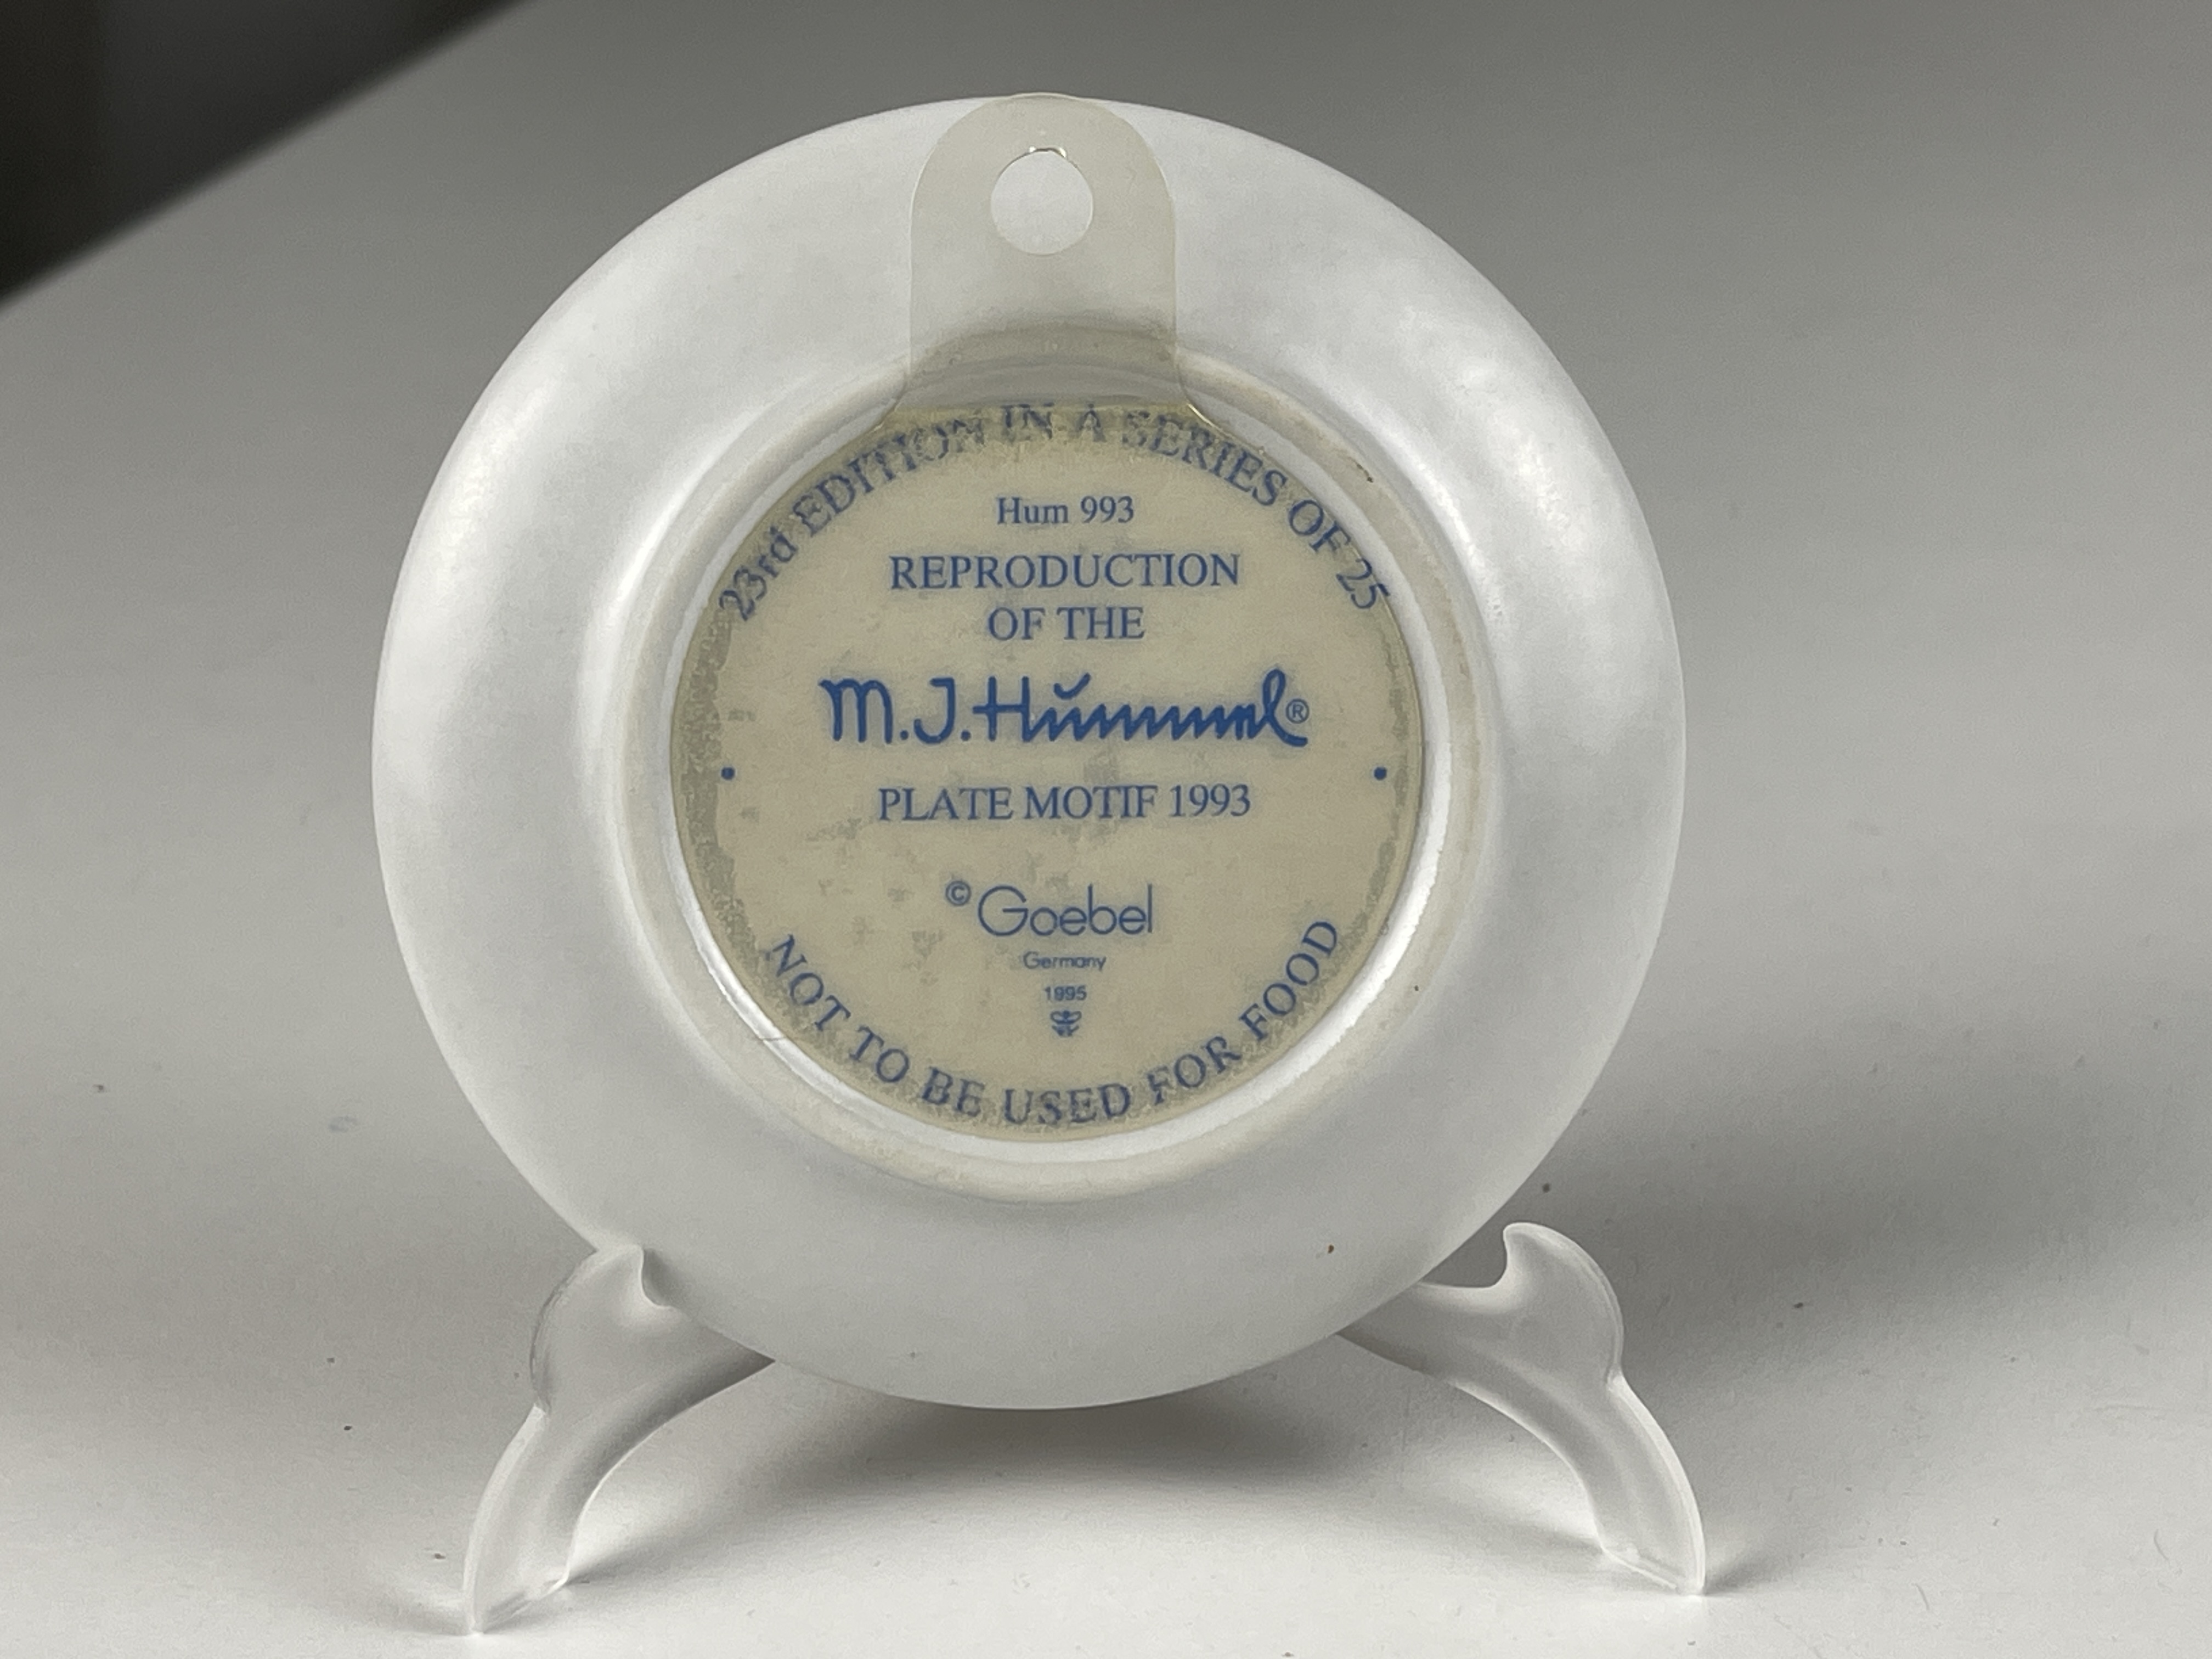 23rd EDITION IN A SERIES OF 25
Hum 993
REPRODUCTION
OF THE
M.J.Hummel®
PLATE MOTIF 1993
© Goebel
Germany
1995
NOT TO BE USED FOR FOOD